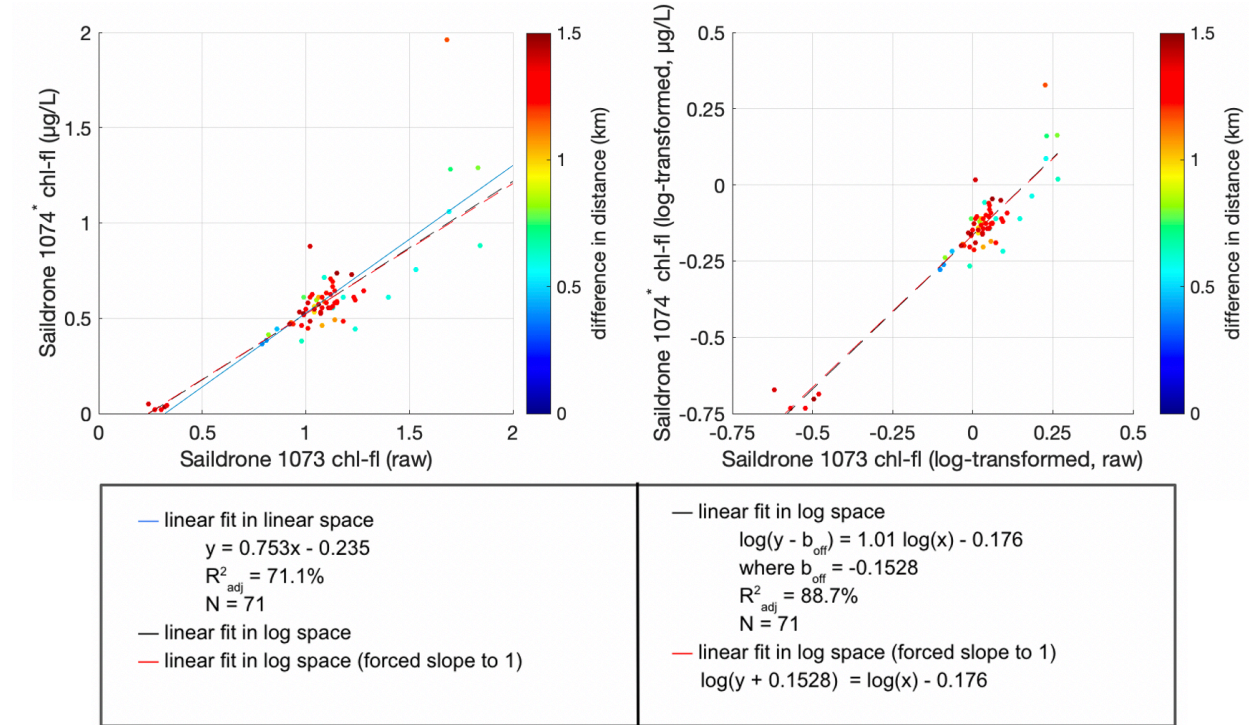 2
1.5
1
0.5
0
0
0.5
1
1.5
2
Saildrone 1074* chl-fl (µg/L)
Saildrone 1073 chl-fl (raw)
1.5
1
0.5
0
difference in distance (km)
0.5
0.25
0
-0.25
-0.5
-0.75
-0.75
-0.5
-0.25
0
0.25
0.5
Saildrone 1074* chl-fl (log-transformed, µg/L)
Saildrone 1073 chl-fl (log-transformed, raw)
1.5
1
0.5
0
difference in distance (km)
linear fit in linear space
y = 0.753x - 0.235
R²adj = 71.1%
N = 71
linear fit in log space
linear fit in log space (forced slope to 1)
linear fit in log space
log(y - boff) = 1.01 log(x) - 0.176
where boff = -0.1528
R²adj = 88.7%
N = 71
linear fit in log space (forced slope to 1)
log(y + 0.1528) = log(x) - 0.176